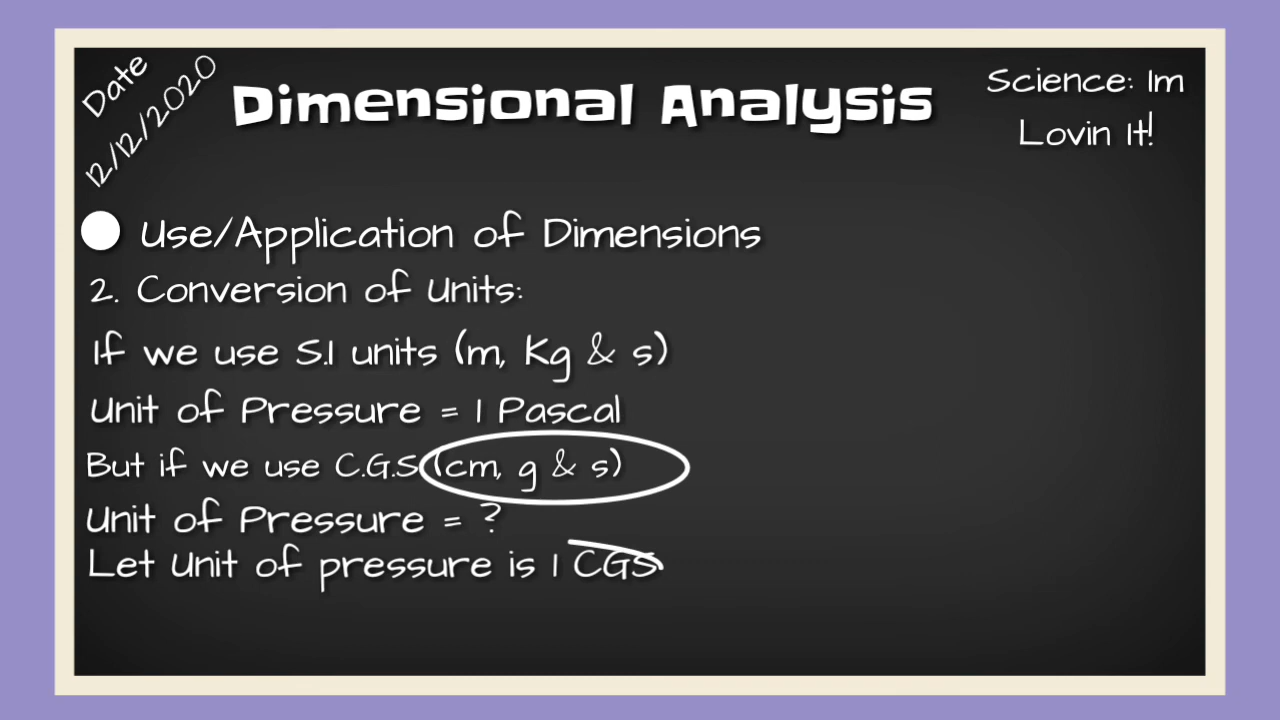 Date
12/12/2020
Dimensional Analysis
Science: Im
Lovin It!
Use/Application of Dimensions
2. Conversion of Units:
If we use S.I units (m, Kg & s)
Unit of Pressure = 1 Pascal
But if we use C.G.S (cm, g & s)
Unit of Pressure = ?
Let Unit of pressure is 1 CGS